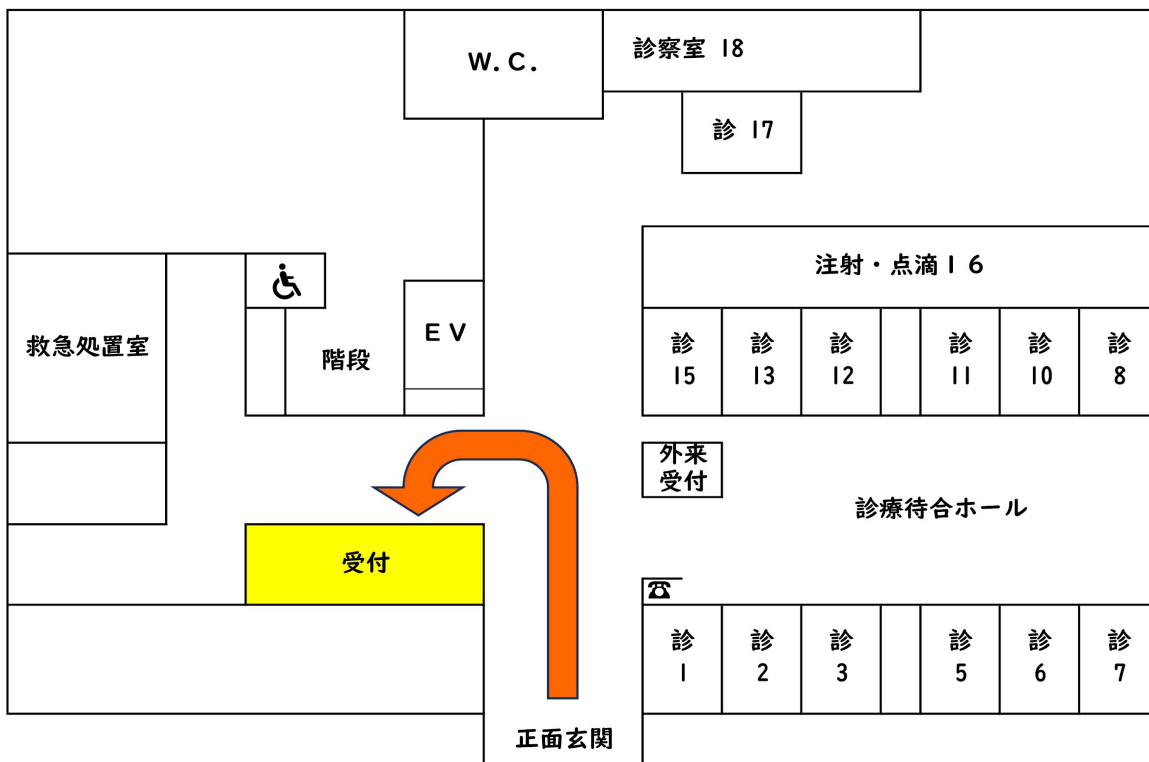 W.C.
診察室 18
診 17
注射・点滴16
救急処置室
階段
EV
診
15
診
13
診
12
診
11
診
10
診
8
外来
受付
診療待合ホール
受付
診
1
診
2
診
3
診
5
診
6
診
7
正面玄関